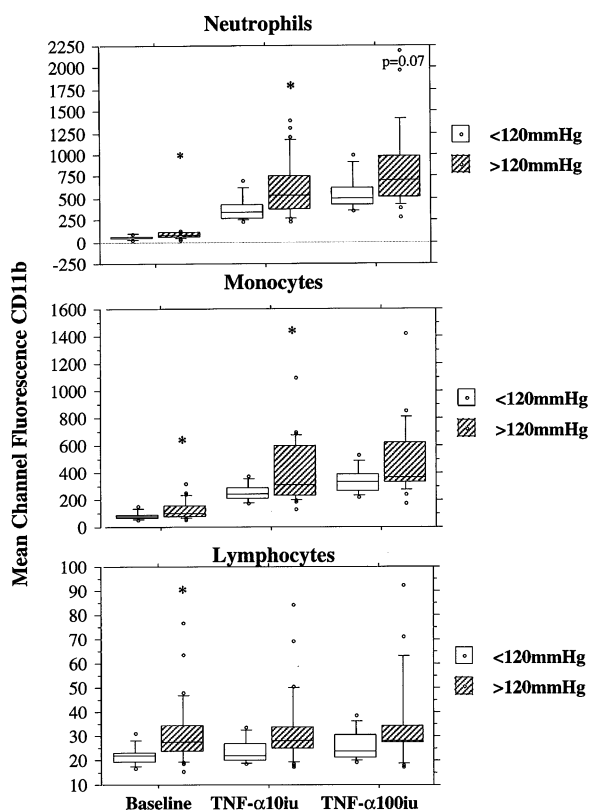 Neutrophils
2250
2000
1750
1500
1250
1000
750
500
250
0
-250
p=0.07
*
*
<120mmHg
>120mmHg
Monocytes
1600
1400
1200
1000
800
600
400
200
0
*
*
<120mmHg
>120mmHg
Mean Channel Fluorescence CD11b
Lymphocytes
100
90
80
70
60
50
40
30
20
10
*
<120mmHg
>120mmHg
Baseline TNF-α10iu TNF-α100iu